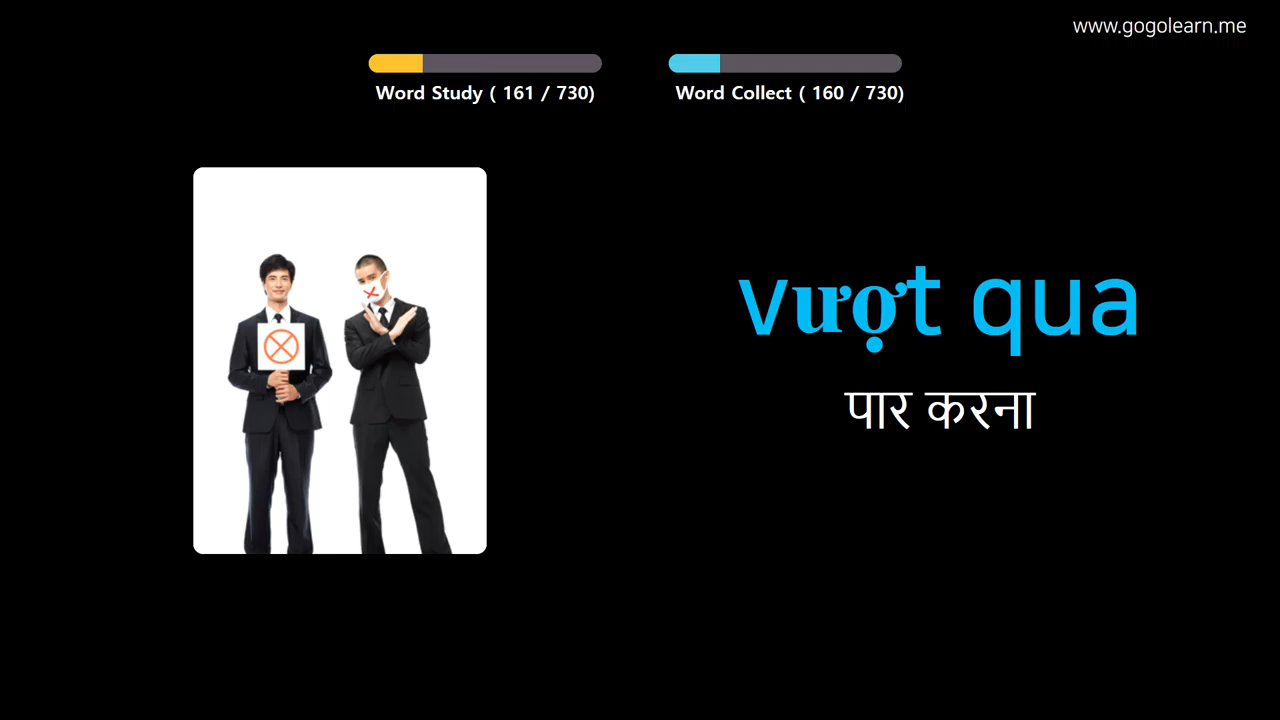 www.gogolearn.me
Word Study ( 161 / 730)
Word Collect ( 160 / 730)
vượt qua
पार करना